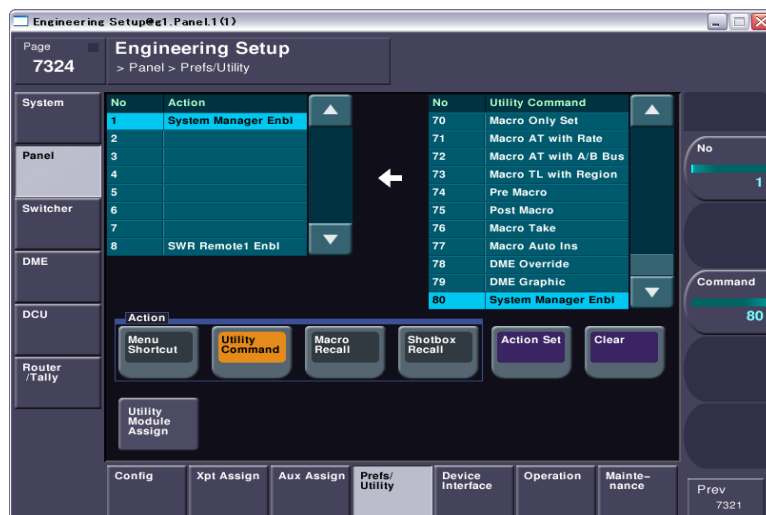 Engineering Setup@g1.Panel.1(1)
Page
7324
Engineering Setup
> Panel > Prefs/Utility
System
Panel
Switcher
DME
DCU
Router
/Tally
No Action
1 System Manager Enbl
2
3
4
5
6
7
8 SWR Remote1 Enbl
No Utility Command
70 Macro Only Set
71 Macro AT with Rate
72 Macro AT with A/B Bus
73 Macro TL with Region
74 Pre Macro
75 Post Macro
76 Macro Take
77 Macro Auto Ins
78 DME Override
79 DME Graphic
80 System Manager Enbl
No
1
Command
80
Action
Menu
Shortcut
Utility
Command
Macro
Recall
Shotbox
Recall
Action Set
Clear
Utility
Module
Assign
Config
Xpt Assign
Aux Assign
Prefs/
Utility
Device
Interface
Operation
Mainte-
nance
Prev
7321